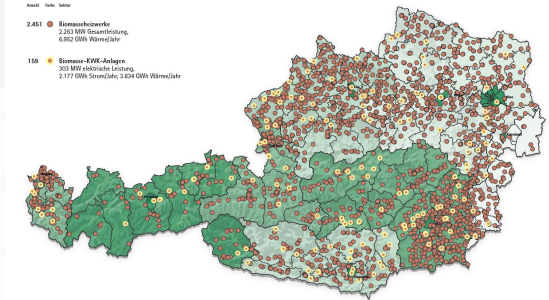 Anzahl Farbe Sektor
2.451 Biomasseheizwerke
2.263 MW Gesamtleistung,
6.952 GWh Wärme/Jahr
159 Biomasse-KWK-Anlagen
303 MW elektrische Leistung,
2.177 GWh Strom/Jahr, 3.834 GWh Wärme/Jahr